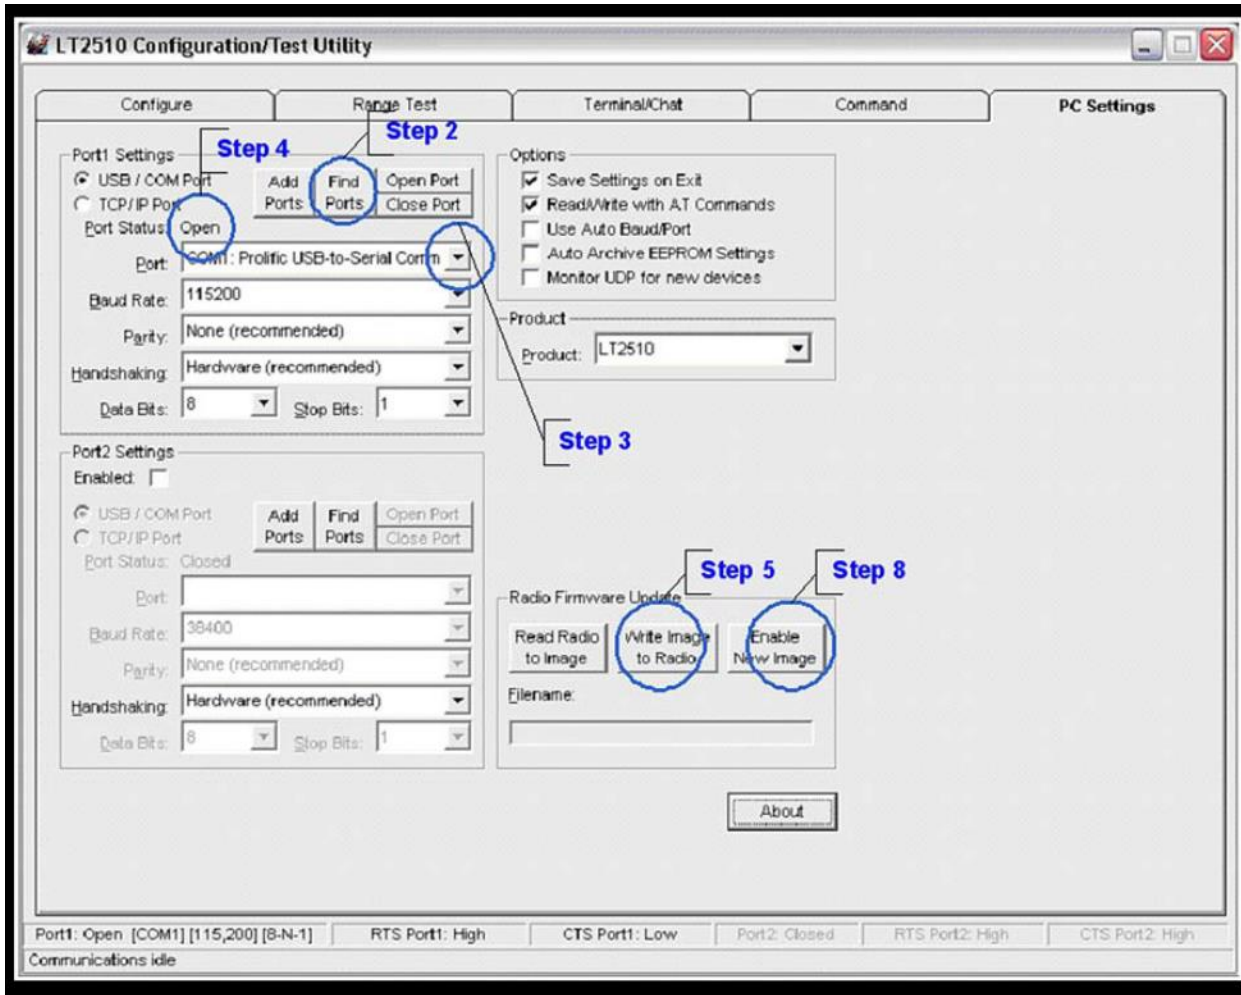 LT2510 Configuration/Test Utility
Configure
Range Test
Terminal/Chat
Command
PC Settings
Step 2
Step 4
Port1 Settings
USB / COM Port
TCP/IP Port
Add Ports
Find Ports
Open Port
Close Port
Port Status: Open
Port: COM1: Prolific USB-to-Serial Comm
Baud Rate: 115200
Parity: None (recommended)
Handshaking: Hardware (recommended)
Data Bits: 8 Stop Bits: 1
Options
Save Settings on Exit
Read/Write with AT Commands
Use Auto Baud/Port
Auto Archive EEPROM Settings
Monitor UDP for new devices
Product
Product: LT2510
Step 3
Port2 Settings
Enabled:
USB / COM Port
TCP/IP Port
Add Ports
Find Ports
Open Port
Close Port
Port Status: Closed
Port:
Baud Rate: 38400
Parity: None (recommended)
Handshaking: Hardware (recommended)
Data Bits: 8 Stop Bits: 1
Step 5
Step 8
Radio Firmware Update
Read Radio to Image
Write Image to Radio
Enable New Image
Filename:
About
Port1: Open [COM1] [115,200] [8-N-1] RTS Port1: High CTS Port1: Low Port2: Closed RTS Port2: High CTS Port2: High
Communications idle